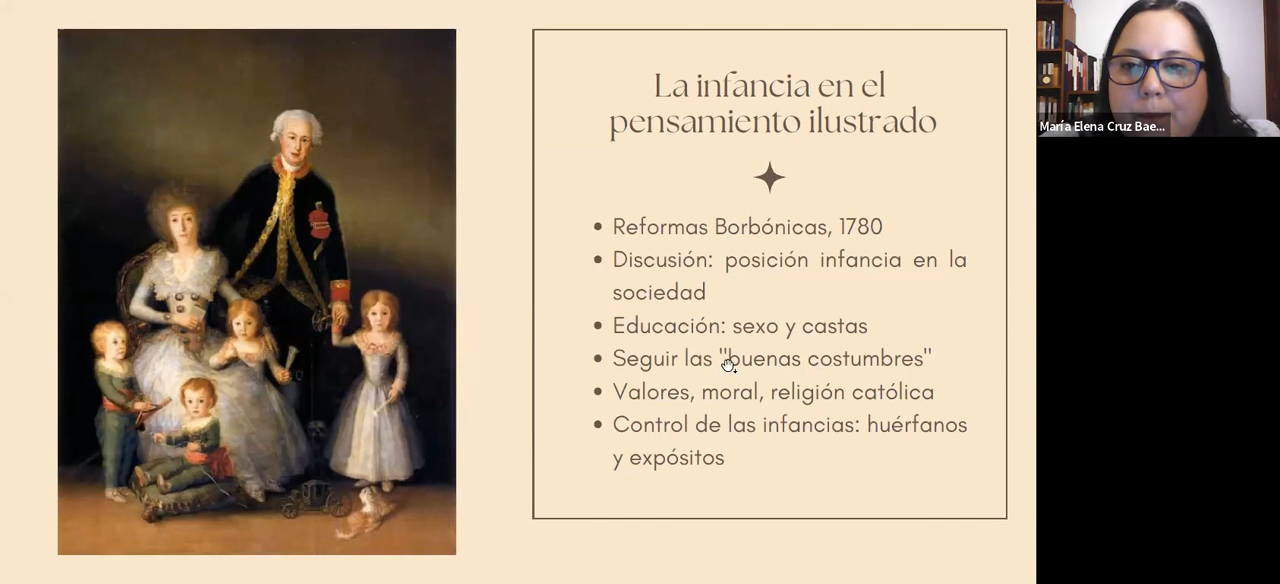 La infancia en el
pensamiento ilustrado
• Reformas Borbónicas, 1780
• Discusión: posición infancia en la
sociedad
• Educación: sexo y castas
• Seguir las "buenas costumbres"
• Valores, moral, religión católica
• Control de las infancias: huérfanos
y expósitos
María Elena Cruz Bae...